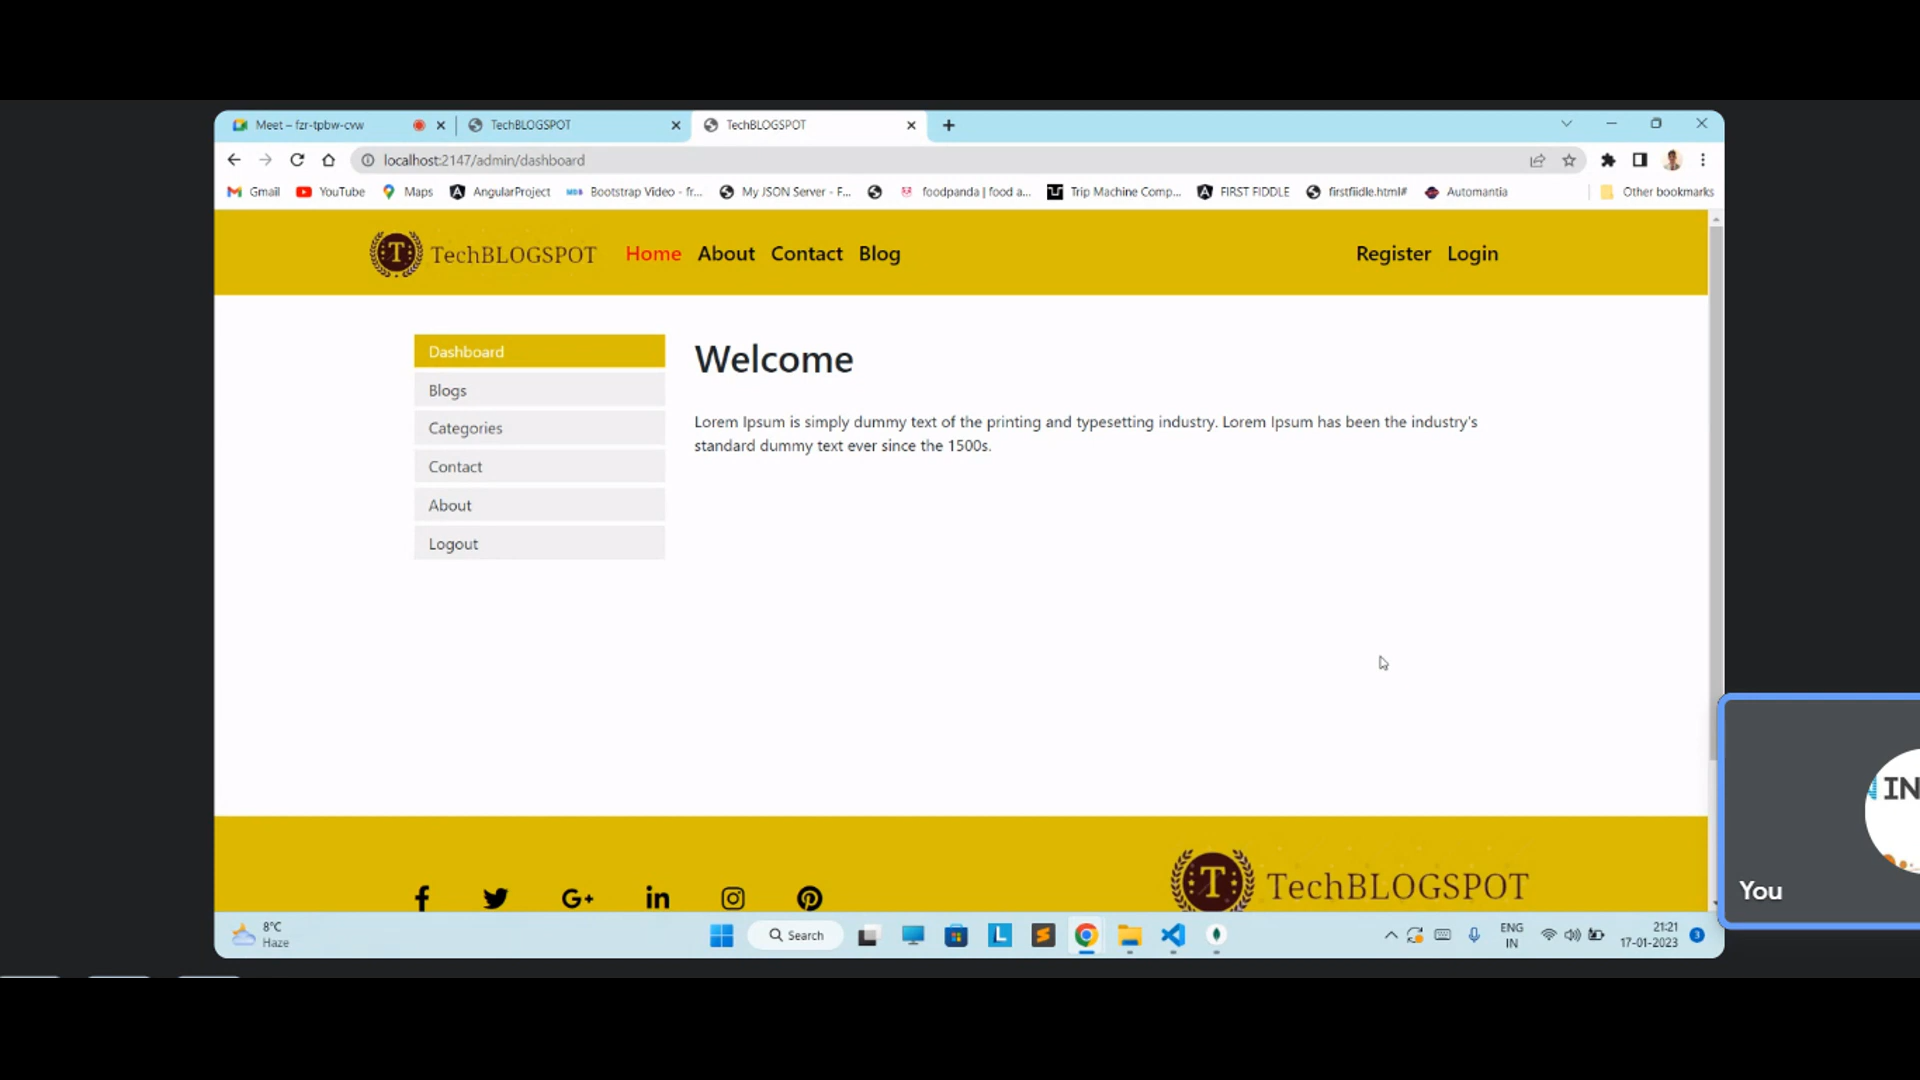 Meet – fzr-tpbw-cvw
TechBLOGSPOT
TechBLOGSPOT
localhost:2147/admin/dashboard
Gmail YouTube Maps AngularProject Bootstrap Video - fr... My JSON Server - F... foodpanda | food a... Trip Machine Comp... FIRST FIDDLE firstfiidle.html# Automantia Other bookmarks
T TechBLOGSPOT Home About Contact Blog Register Login
Dashboard
Blogs
Categories
Contact
About
Logout
Welcome
Lorem Ipsum is simply dummy text of the printing and typesetting industry. Lorem Ipsum has been the industry's
standard dummy text ever since the 1500s.
IN
You
T TechBLOGSPOT
8°C
Haze
Search
ENG
IN
21:21
17-01-2023
3